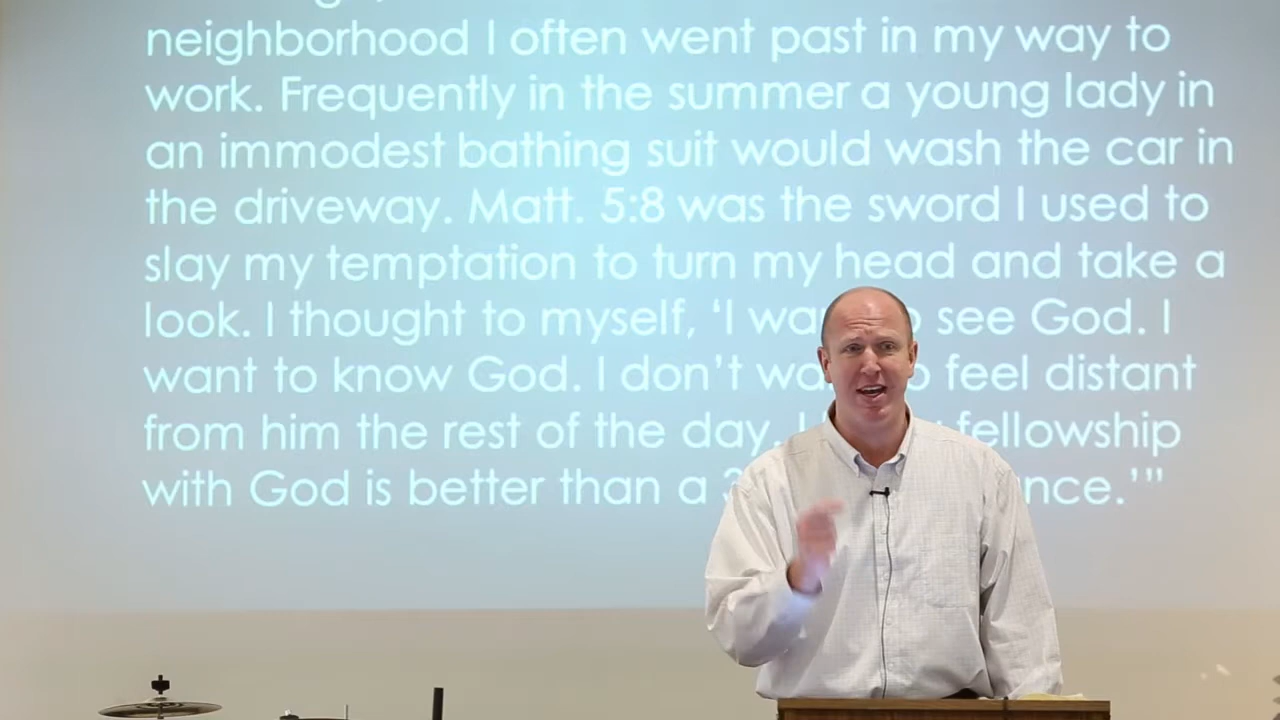 neighborhood I often went past in my way to
work. Frequently in the summer a young lady in
an immodest bathing suit would wash the car in
the driveway. Matt. 5:8 was the sword I used to
slay my temptation to turn my head and take a
look. I thought to myself, ‘I see God. I
want to know God. I don’t feel distant
from him the rest of the day. fellowship
with God is better than a